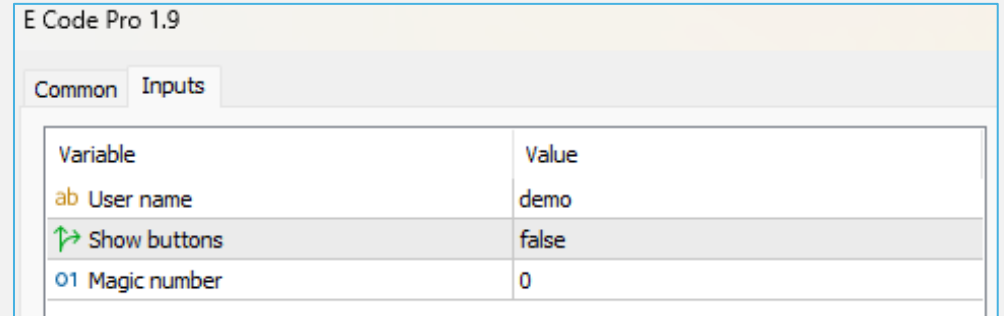 E Code Pro 1.9
Common Inputs
Variable Value
ab User name demo
Show buttons false
01 Magic number 0